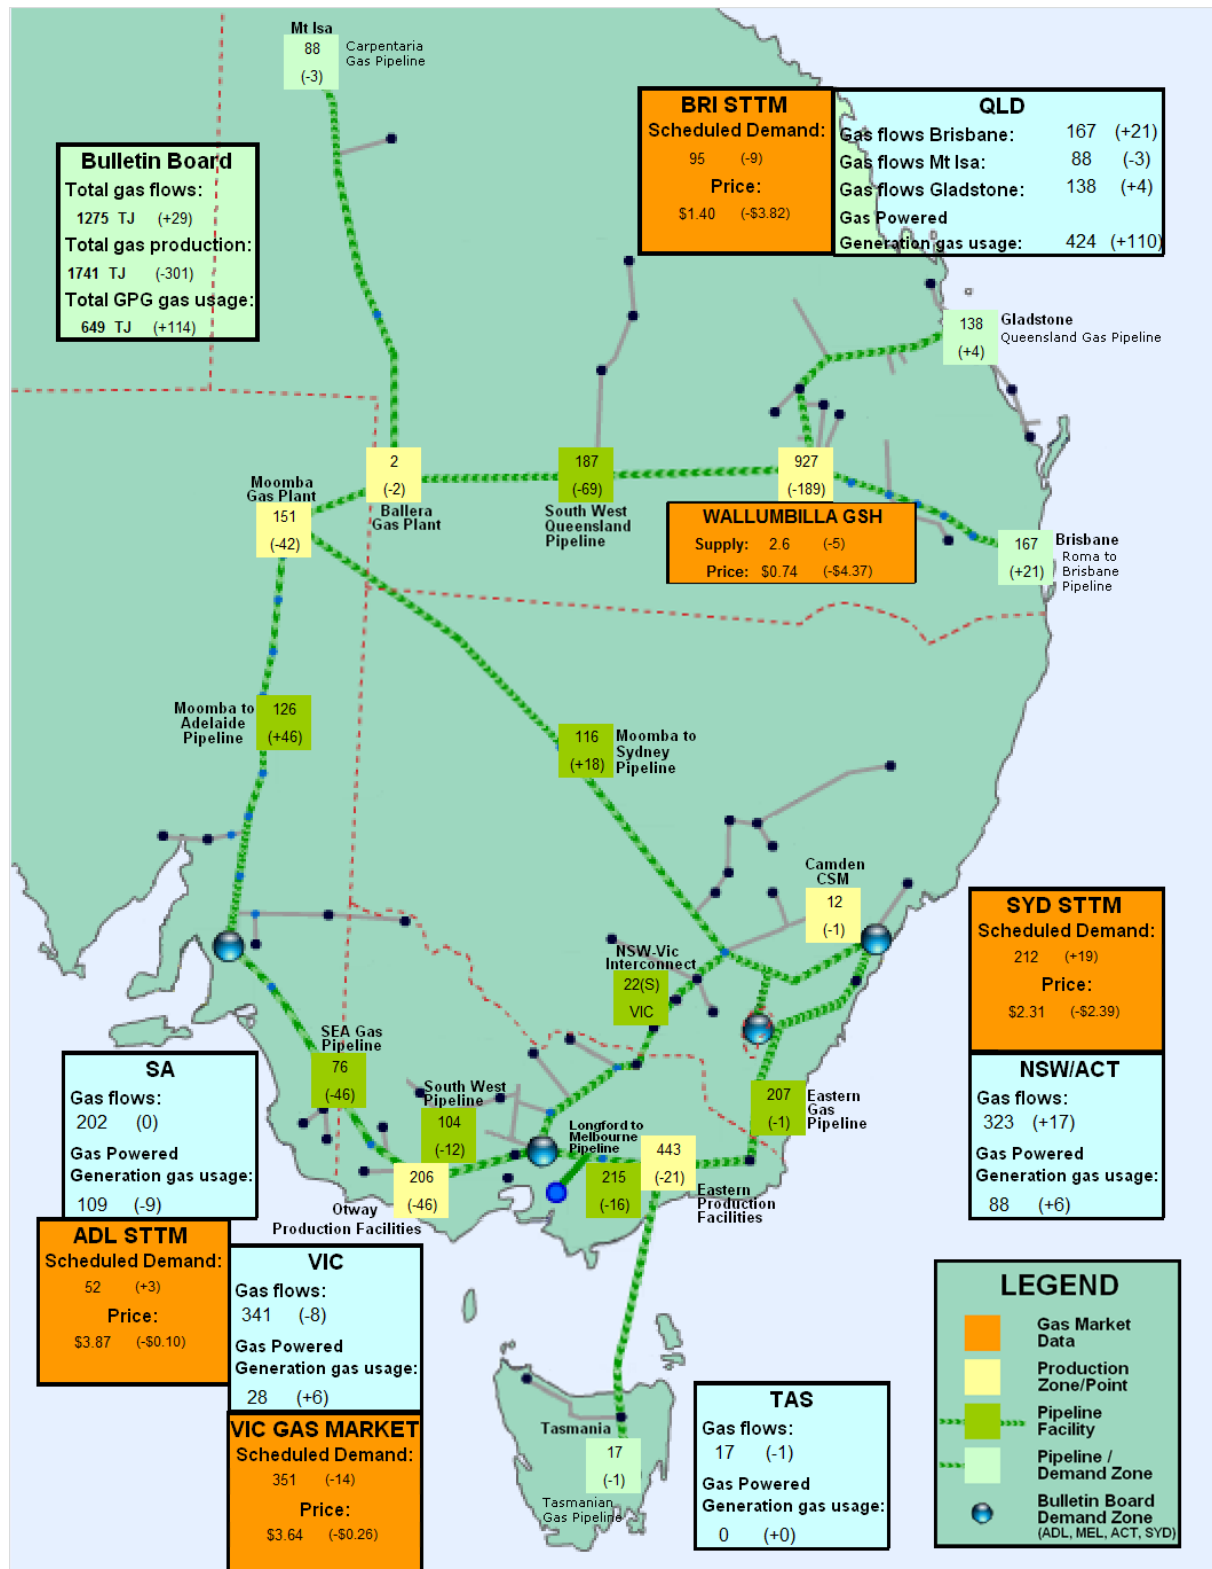 Mt Isa
88
(-3)
Carpentaria
Gas Pipeline
BRI STTM
Scheduled Demand:
95 (-9)
Price:
$1.40 (-$3.82)
QLD
Gas flows Brisbane: 167 (+21)
Gas flows Mt Isa: 88 (-3)
Gas flows Gladstone: 138 (+4)
Gas Powered
Generation gas usage: 424 (+110)
Bulletin Board
Total gas flows:
1275 TJ (+29)
Total gas production:
1741 TJ (-301)
Total GPG gas usage:
649 TJ (+114)
138
(+4)
Gladstone
Queensland Gas Pipeline
2
(-2)
Ballera
Gas Plant
187
(-69)
South West
Queensland
Pipeline
927
(-189)
Moomba
Gas Plant
151
(-42)
WALLUMBILLA GSH
Supply: 2.6 (-5)
Price: $0.74 (-$4.37)
167
(+21)
Brisbane
Roma to
Brisbane
Pipeline
Moomba to
Adelaide
Pipeline
126
(+46)
116
(+18)
Moomba to
Sydney
Pipeline
Camden
CSM
12
(-1)
SYD STTM
Scheduled Demand:
212 (+19)
Price:
$2.31 (-$2.39)
NSW-Vic
Interconnect
22(S)
VIC
SEA Gas
Pipeline
76
(-46)
South West
Pipeline
104
(-12)
NSW/ACT
Gas flows:
323 (+17)
Gas Powered
Generation gas usage:
88 (+6)
SA
Gas flows:
202 (0)
Gas Powered
Generation gas usage:
109 (-9)
207
(-1)
Eastern
Gas
Pipeline
Longford to
Melbourne
Pipeline
215
(-16)
443
(-21)
Eastern
Production
Facilities
206
(-46)
Otway
Production Facilities
ADL STTM
Scheduled Demand:
52 (+3)
Price:
$3.87 (-$0.10)
VIC
Gas flows:
341 (-8)
Gas Powered
Generation gas usage:
28 (+6)
VIC GAS MARKET
Scheduled Demand:
351 (-14)
Price:
$3.64 (-$0.26)
Tasmania
17
(-1)
Tasmanian
Gas Pipeline
TAS
Gas flows:
17 (-1)
Gas Powered
Generation gas usage:
0 (+0)
LEGEND
Gas Market
Data
Production
Zone/Point
Pipeline
Facility
Pipeline /
Demand Zone
Bulletin Board
Demand Zone
(ADL, MEL, ACT, SYD)